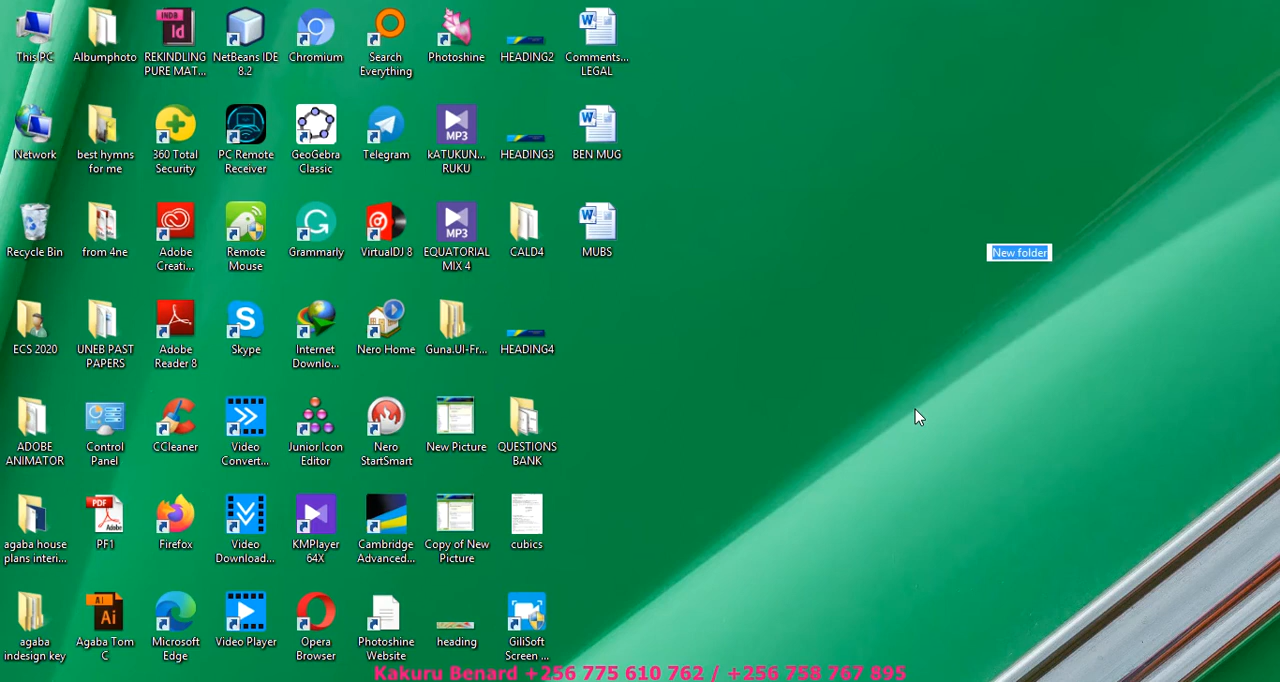 This PC
Albumphoto
REKINDLING
PURE MAT...
NetBeans IDE
8.2
Chromium
Search
Everything
Photoshine
HEADING2
Comments...
LEGAL
Network
best hymns
for me
360 Total
Security
PC Remote
Receiver
GeoGebra
Classic
Telegram
kATUKUN...
RUKU
HEADING3
BEN MUG
Recycle Bin
from 4ne
Adobe
Creati...
Remote
Mouse
Grammarly
VirtualDJ 8
EQUATORIAL
MIX 4
CALD4
MUBS
New folder
ECS 2020
UNEB PAST
PAPERS
Adobe
Reader 8
Skype
Internet
Downlo...
Nero Home
Guna.UI-Fr...
HEADING4
ADOBE
ANIMATOR
Control
Panel
CCleaner
Video
Convert...
Junior Icon
Editor
Nero
StartSmart
New Picture
QUESTIONS
BANK
agaba house
plans interi...
PF1
Firefox
Video
Download...
KMPlayer
64X
Cambridge
Advanced...
Copy of New
Picture
cubics
agaba
indesign key
Agaba Tom
C
Microsoft
Edge
Video Player
Opera
Browser
Photoshine
Website
heading
GiliSoft
Screen ...
Kakuru Benard +256 775 610 762 / +256 758 767 895